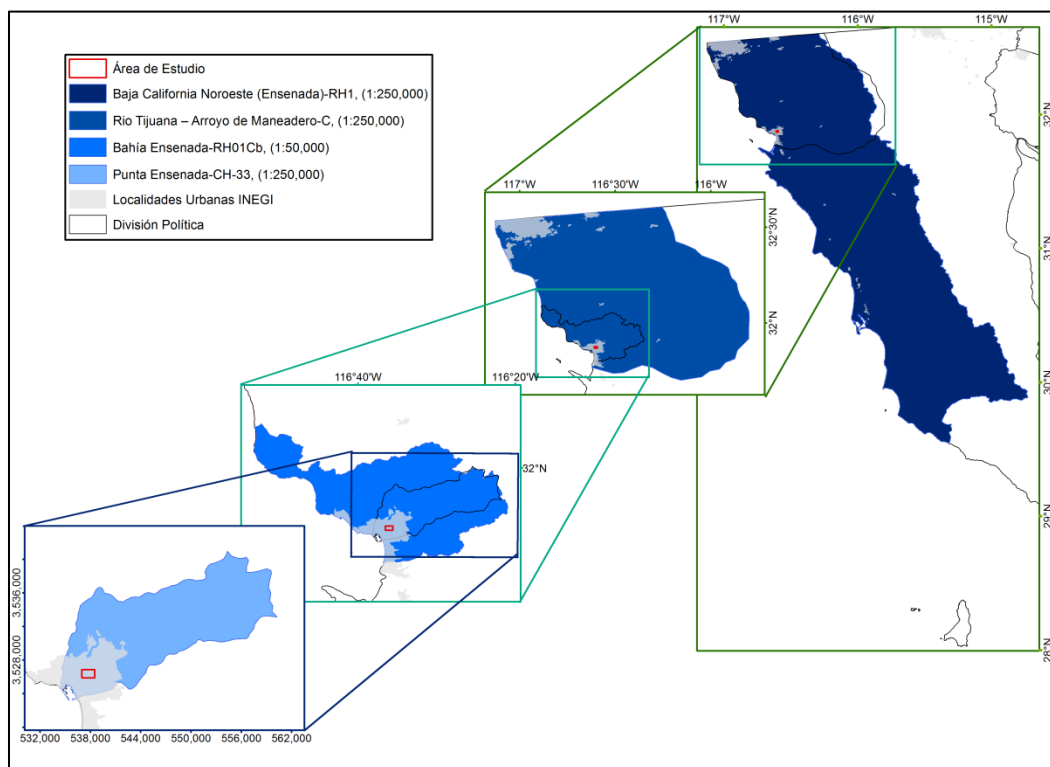 Área de Estudio
Baja California Noroeste (Ensenada)-RH1, (1:250,000)
Rio Tijuana – Arroyo de Maneadero-C, (1:250,000)
Bahía Ensenada-RH01Cb, (1:50,000)
Punta Ensenada-CH-33, (1:250,000)
Localidades Urbanas INEGI
División Política
117°W 116°W 115°W
32°N
31°N
30°N
29°N
28°N
117°W 116°30'W 116°W
32°30'N
32°N
116°40'W 116°20'W
32°N
3,536,000
3,528,000
532,000 538,000 544,000 550,000 556,000 562,000